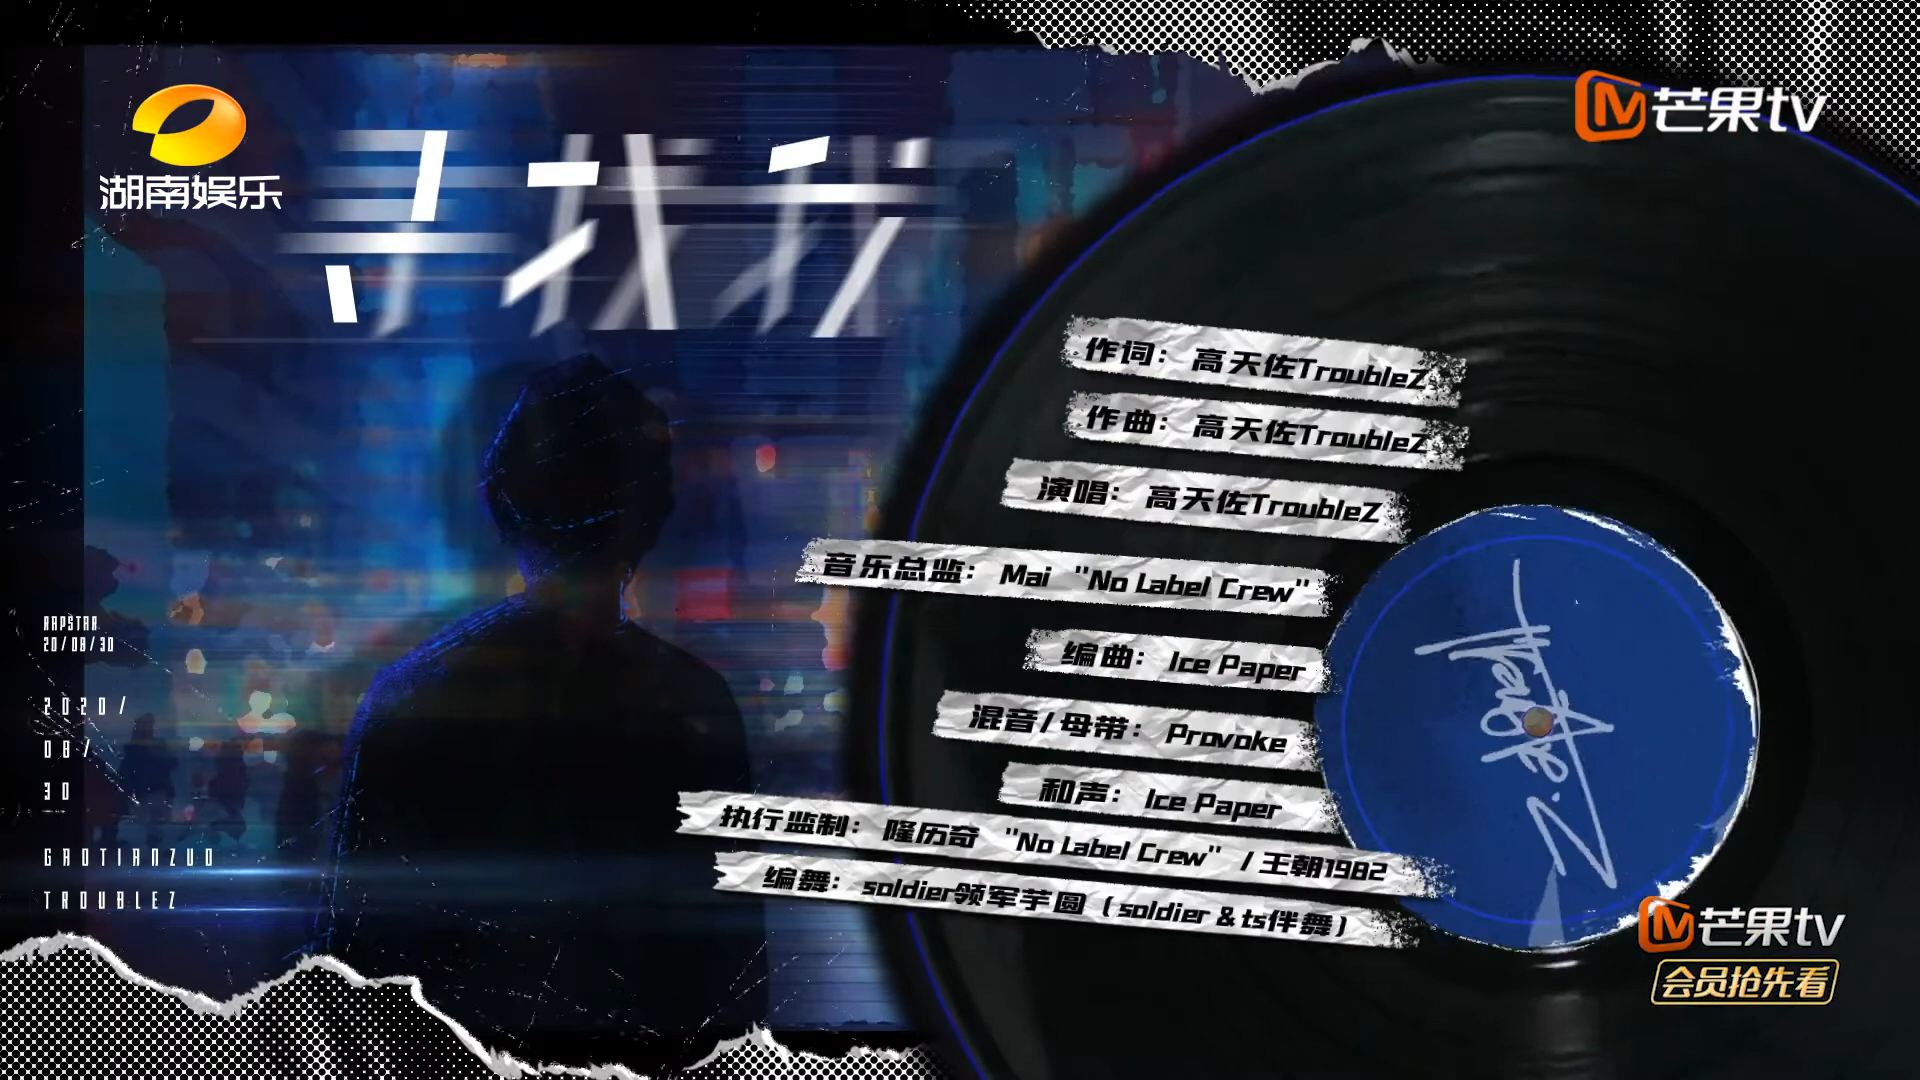 湖南娱乐
寻找我
芒果tv
作词：高天佐TroubleZ
作曲：高天佐TroubleZ
演唱：高天佐TroubleZ
音乐总监：Mai "No Label Crew"
编曲：Ice Paper
混音/母带：Provoke
和声：Ice Paper
执行监制：隆历奇 "No Label Crew" / 王朝1982
编舞：soldier领军芋圆（soldier & ts伴舞）
RAPSTAR
20/08/30
2020/
08/
30
GAOTIANZUO
TROUBLEZ
芒果tv
会员抢先看